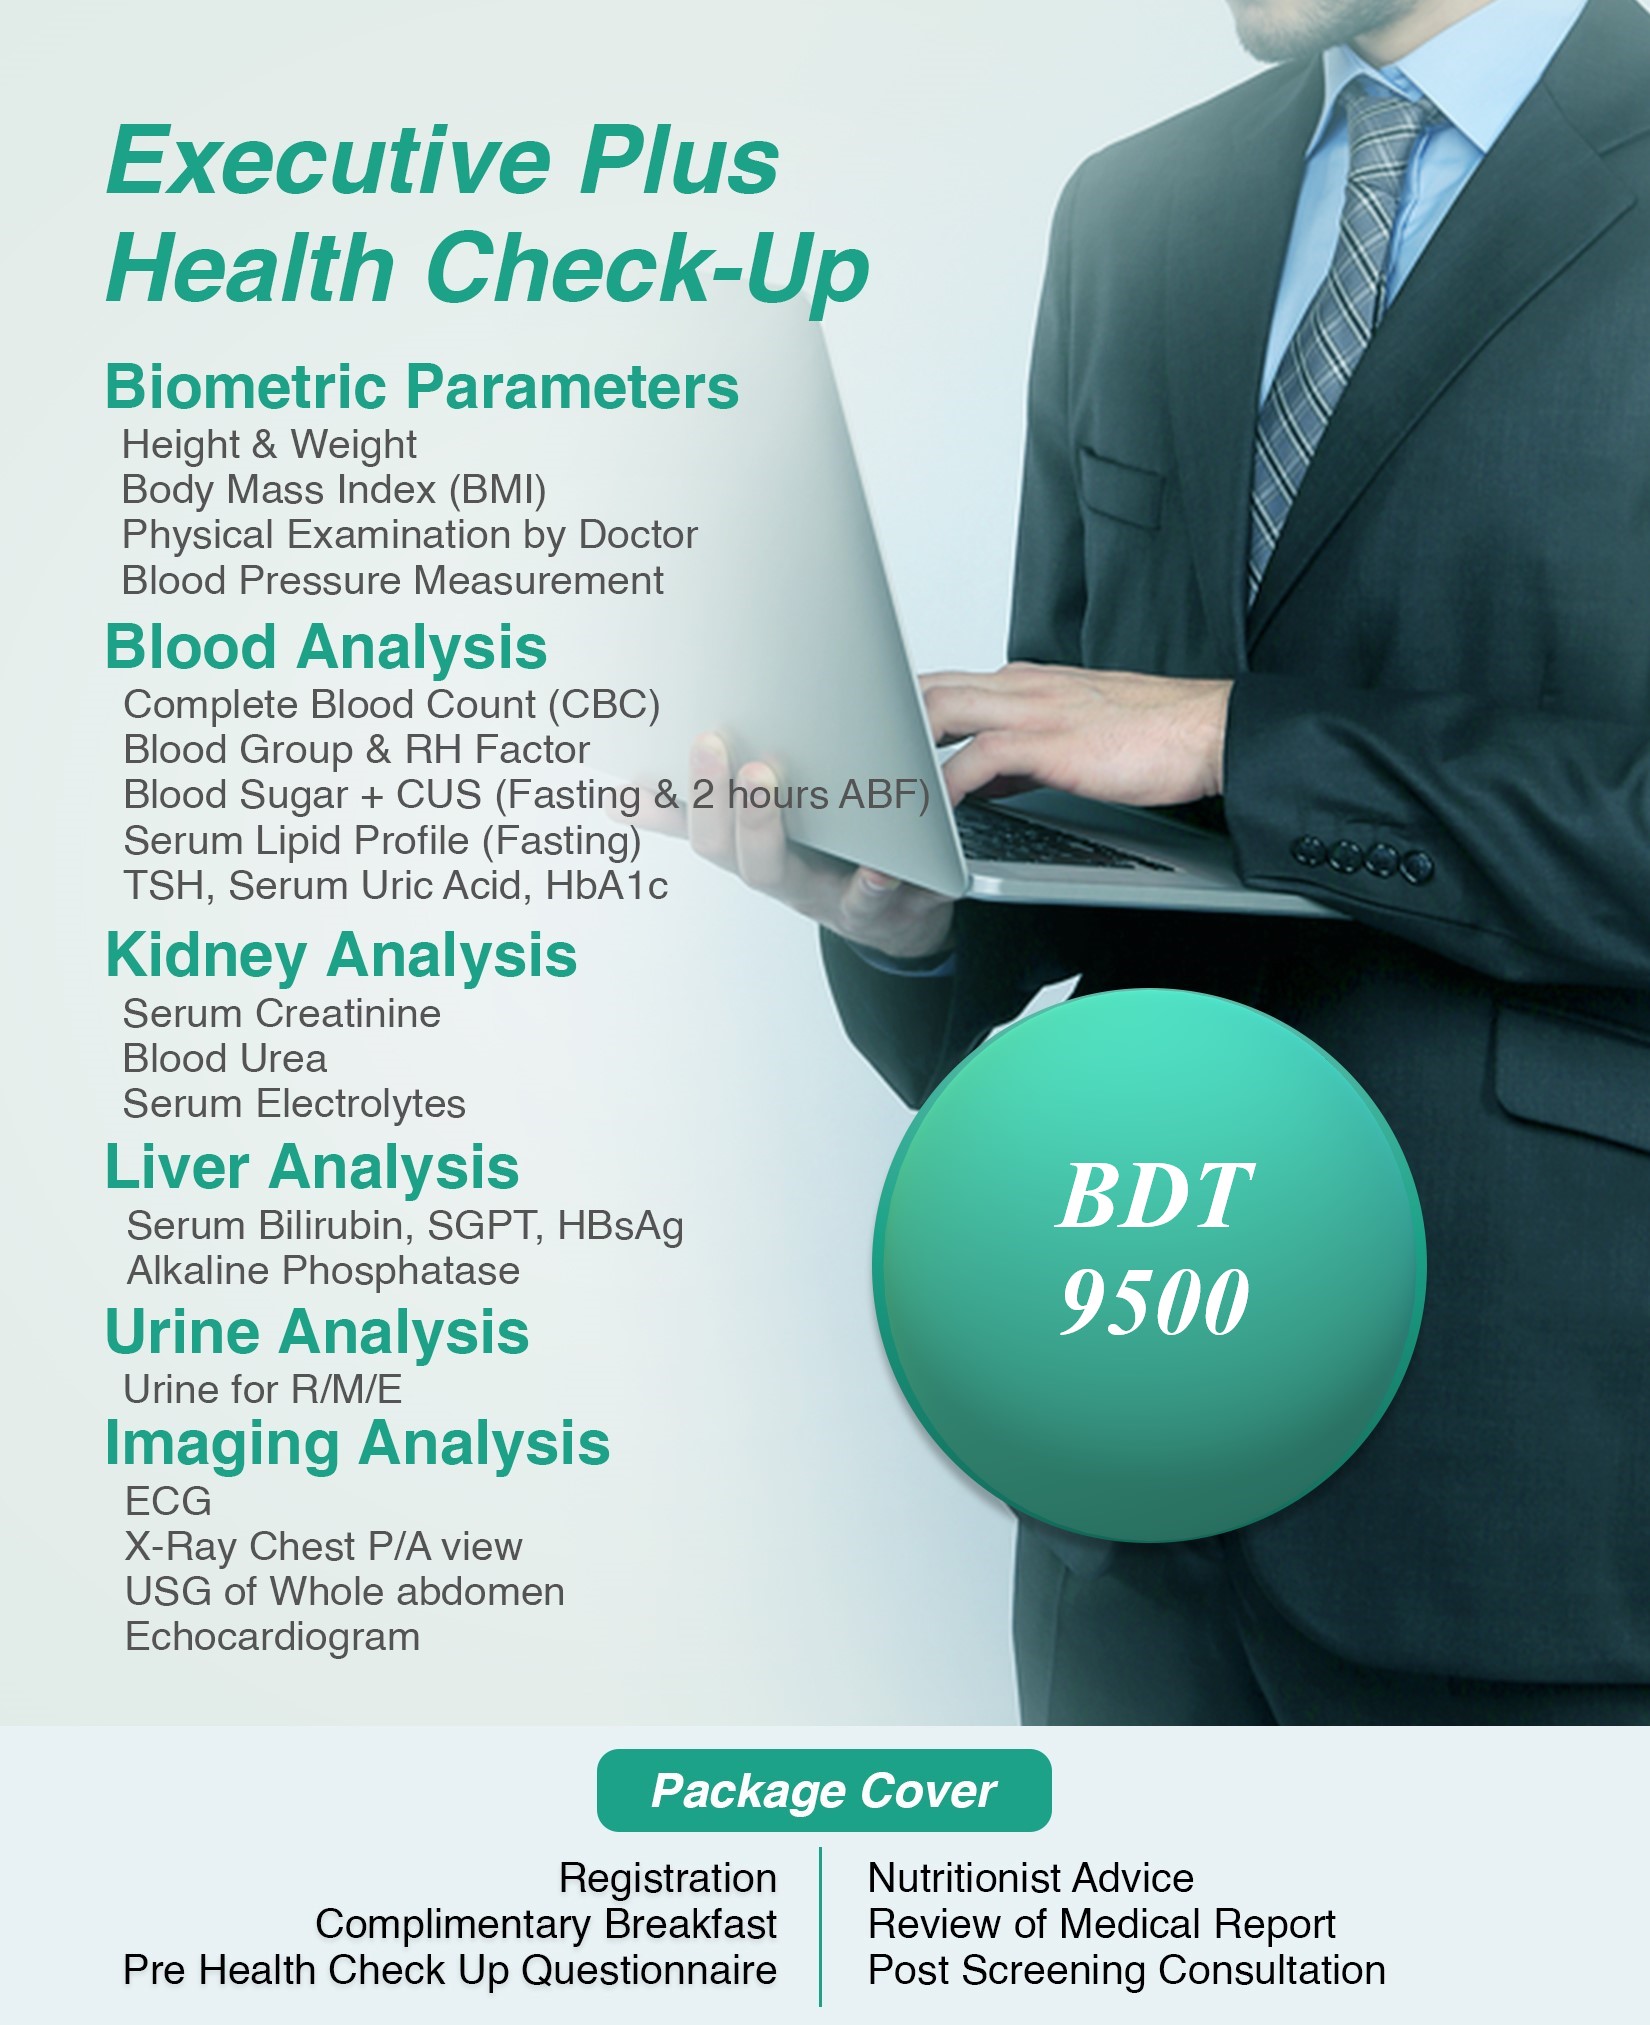 Executive Plus
Health Check-Up
Biometric Parameters
Height & Weight
Body Mass Index (BMI)
Physical Examination by Doctor
Blood Pressure Measurement
Blood Analysis
Complete Blood Count (CBC)
Blood Group & RH Factor
Blood Sugar + CUS (Fasting & 2 hours ABF)
Serum Lipid Profile (Fasting)
TSH, Serum Uric Acid, HbA1c
Kidney Analysis
Serum Creatinine
Blood Urea
Serum Electrolytes
Liver Analysis
Serum Bilirubin, SGPT, HBsAg
Alkaline Phosphatase
Urine Analysis
Urine for R/M/E
Imaging Analysis
ECG
X-Ray Chest P/A view
USG of Whole abdomen
Echocardiogram
BDT
9500
Package Cover
Registration
Complimentary Breakfast
Pre Health Check Up Questionnaire
Nutritionist Advice
Review of Medical Report
Post Screening Consultation